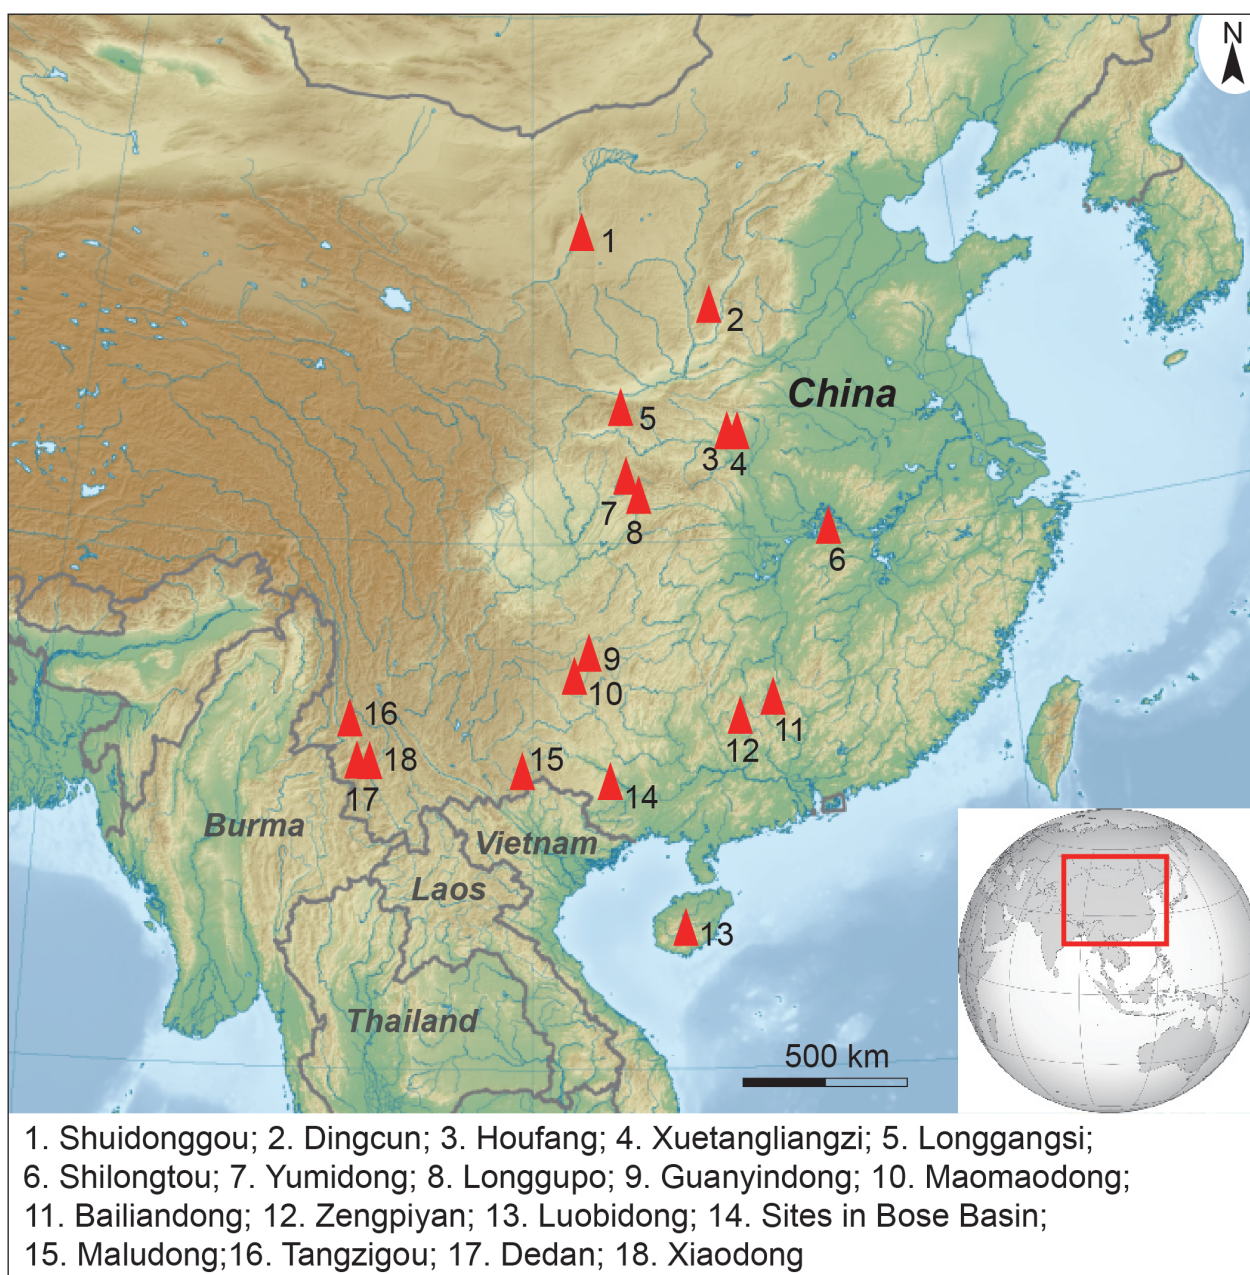 N
1
2
China
5
3 4
7
8
6
9
10
16
11
12
15
18
14
17
Burma
Vietnam
Laos
13
Thailand
500 km
1. Shuidonggou; 2. Dingcun; 3. Houfang; 4. Xuetangliangzi; 5. Longgangsi;
6. Shilongtou; 7. Yumidong; 8. Longgupo; 9. Guanyindong; 10. Maomaodong;
11. Bailiandong; 12. Zengpiyan; 13. Luobidong; 14. Sites in Bose Basin;
15. Maludong;16. Tangzigou; 17. Dedan; 18. Xiaodong